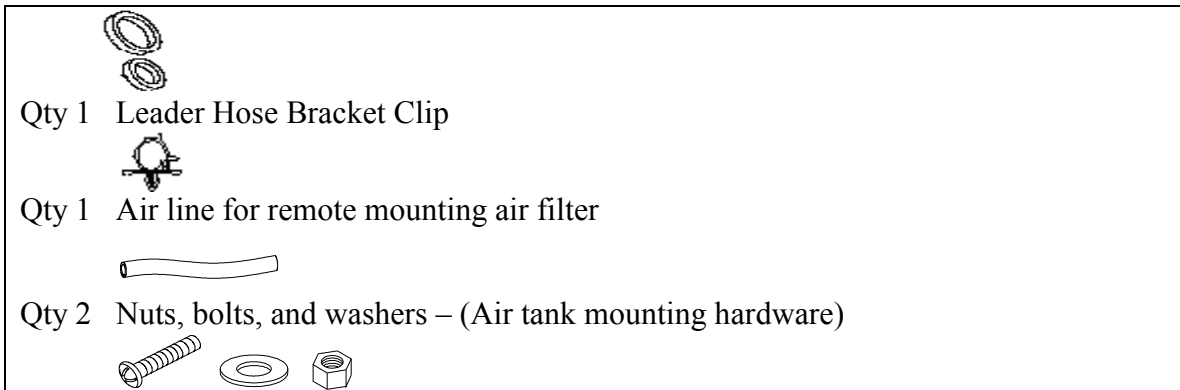 Qty 1 Leader Hose Bracket Clip
Qty 1 Air line for remote mounting air filter
Qty 2 Nuts, bolts, and washers – (Air tank mounting hardware)